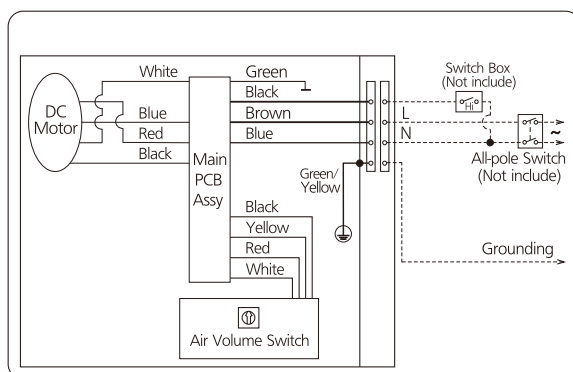 White
Green
Black
Brown
Blue
DC
Motor
Blue
Red
Black
Main
PCB
Assy
Green/
Yellow
Black
Yellow
Red
White
Air Volume Switch
Switch Box
(Not include)
Hi
L
N
~
All-pole Switch
(Not include)
Grounding